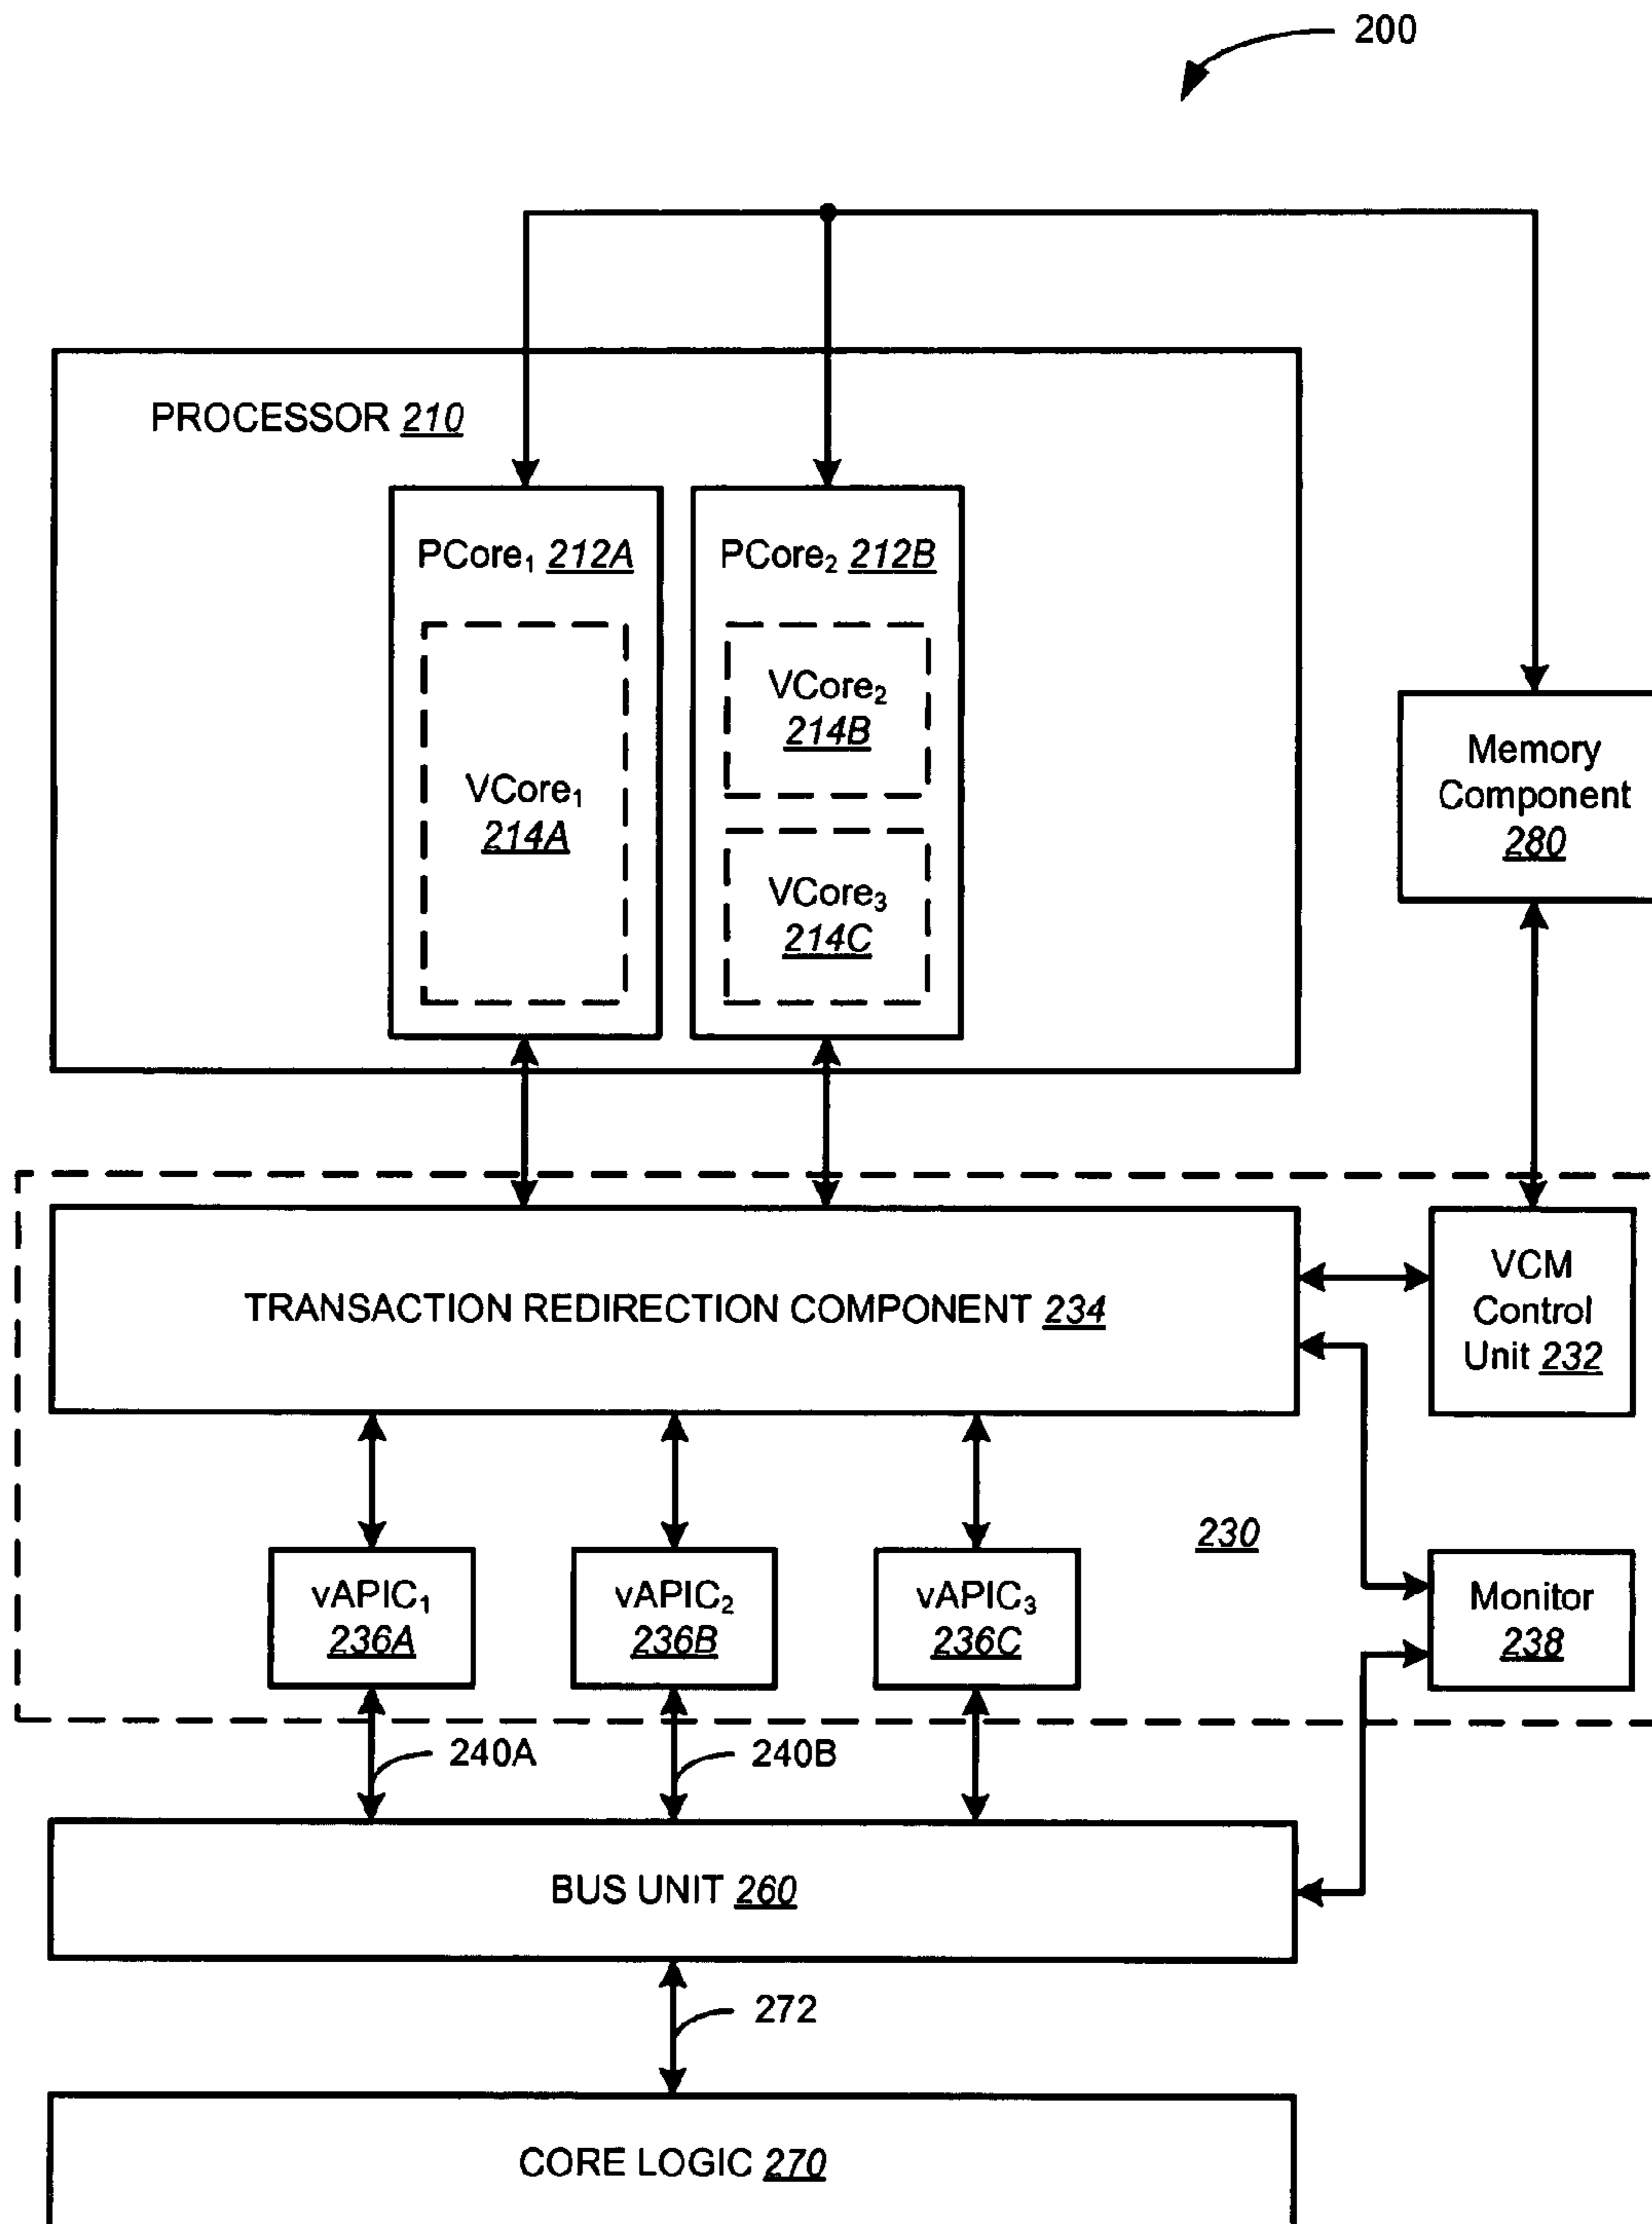 200
PROCESSOR 210
PCore₁ 212A
PCore₂ 212B
VCore₁
214A
VCore₂
214B
VCore₃
214C
Memory
Component
280
TRANSACTION REDIRECTION COMPONENT 234
VCM
Control
Unit 232
230
vAPIC₁
236A
vAPIC₂
236B
vAPIC₃
236C
Monitor
238
240A
240B
BUS UNIT 260
272
CORE LOGIC 270